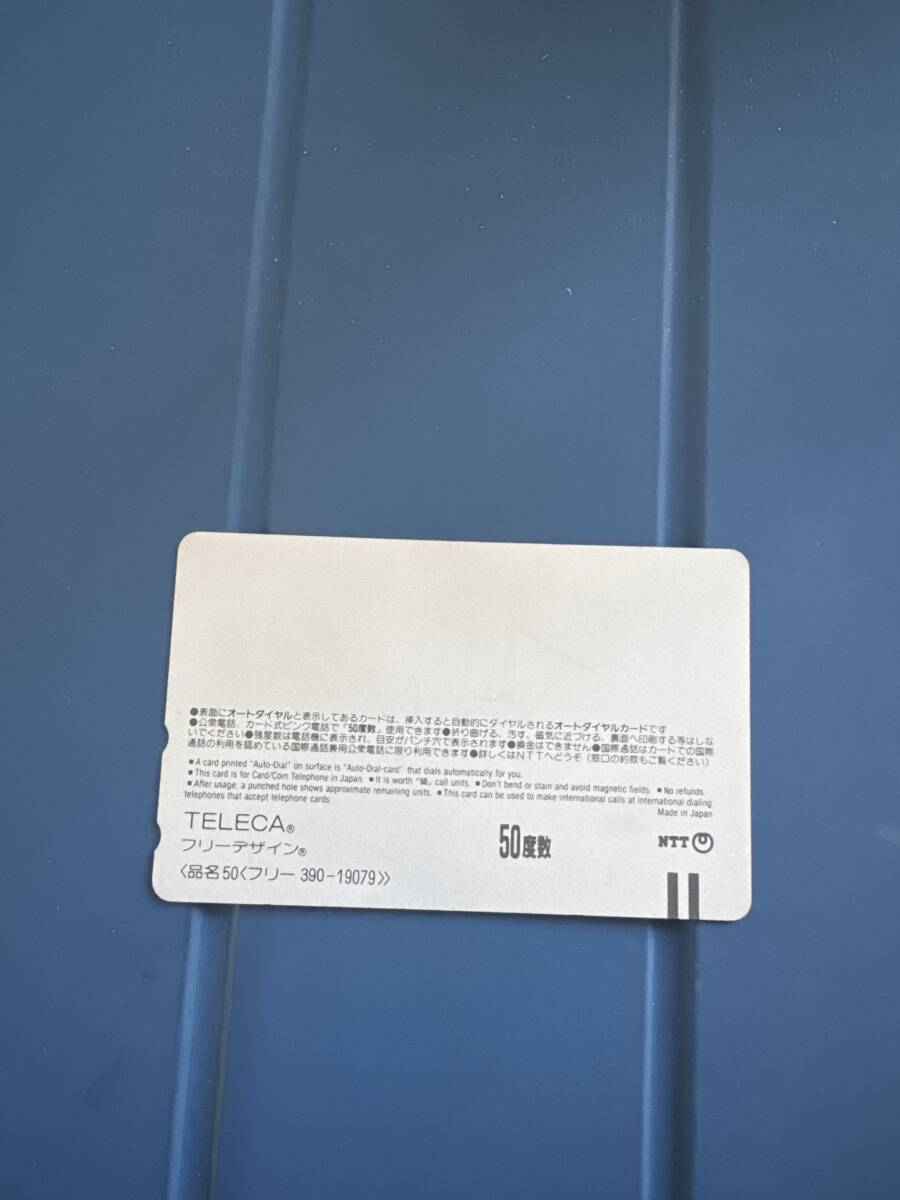 ●表面にオートダイヤルと表示してあるカードは、挿入すると自動的にダイヤルされるオートダイヤルカードです
●公衆電話、カード式ピンク電話で「50度数」使用できます●折り曲げる、汚す、磁気に近づける、裏面へ印刷する等はしな
いでください●残度数は電話機に表示され、目安がパンチ穴で表示されます●換金はできません●国際通話はカードでの国際
通話の利用を認めている国際通話兼用公衆電話に限り利用できます●詳しくはNTTへどうぞ(窓口の約款もご覧ください)
■A card printed "Auto-Dial" on surface is "Auto-Dial-card" that dials automatically for you.
■This card is for Card/Coin Telephone in Japan. ■It is worth「50」call units. ■Don't bend or stain and avoid magnetic fields. ■No refunds.
■After usage, a punched hole shows approximate remaining units. ■This card can be used to make international calls at international dialing
telephones that accept telephone cards.
Made in Japan
TELECA®
フリーデザイン®
50度数
NTT
〈品名50〈フリー 390-19079〉〉